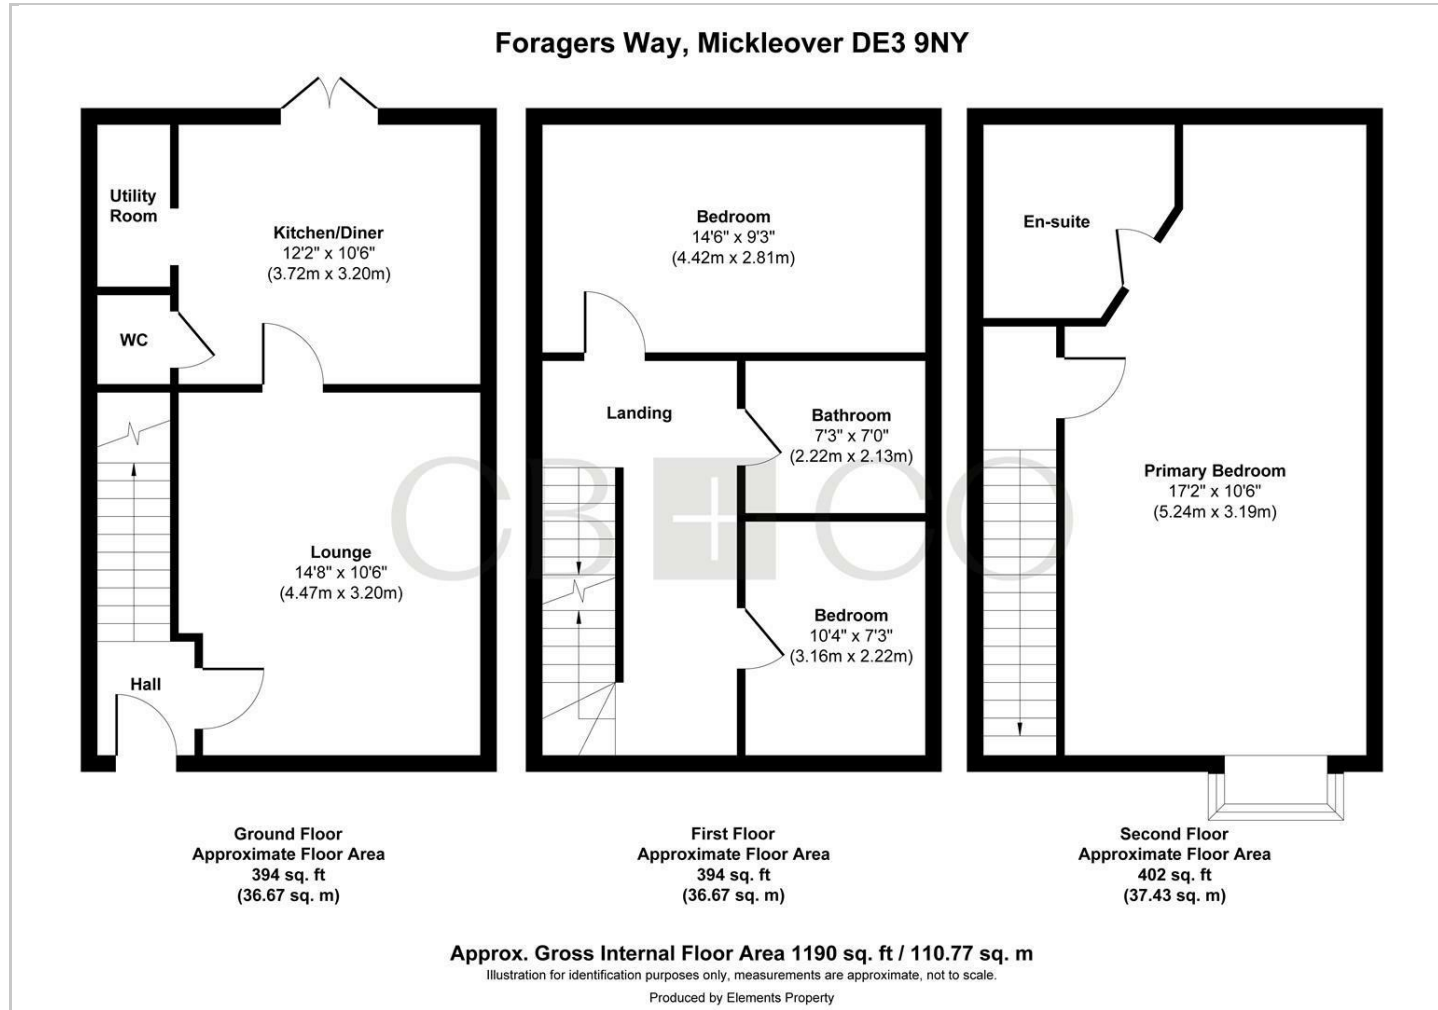 Foragers Way, Mickleover DE3 9NY
Utility
Room
Kitchen/Diner
12'2" x 10'6"
(3.72m x 3.20m)
WC
Lounge
14'8" x 10'6"
(4.47m x 3.20m)
Hall
Bedroom
14'6" x 9'3"
(4.42m x 2.81m)
Landing
Bathroom
7'3" x 7'0"
(2.22m x 2.13m)
Bedroom
10'4" x 7'3"
(3.16m x 2.22m)
En-suite
Primary Bedroom
17'2" x 10'6"
(5.24m x 3.19m)
CB+CO
Ground Floor
Approximate Floor Area
394 sq. ft
(36.67 sq. m)
First Floor
Approximate Floor Area
394 sq. ft
(36.67 sq. m)
Second Floor
Approximate Floor Area
402 sq. ft
(37.43 sq. m)
Approx. Gross Internal Floor Area 1190 sq. ft / 110.77 sq. m
Illustration for identification purposes only, measurements are approximate, not to scale.
Produced by Elements Property